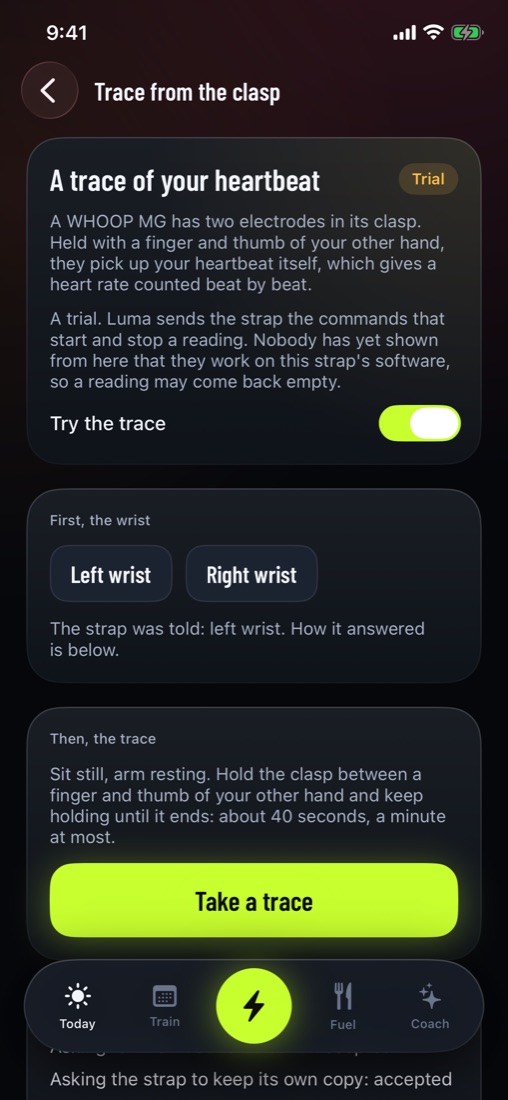 9:41
Trace from the clasp
A trace of your heartbeat
Trial
A WHOOP MG has two electrodes in its clasp.
Held with a finger and thumb of your other hand,
they pick up your heartbeat itself, which gives a
heart rate counted beat by beat.
A trial. Luma sends the strap the commands that
start and stop a reading. Nobody has yet shown
from here that they work on this strap's software,
so a reading may come back empty.
Try the trace
First, the wrist
Left wrist
Right wrist
The strap was told: left wrist. How it answered
is below.
Then, the trace
Sit still, arm resting. Hold the clasp between a
finger and thumb of your other hand and keep
holding until it ends: about 40 seconds, a minute
at most.
Take a trace
Today
Train
Fuel
Coach
Asking the strap to keep its own copy: accepted